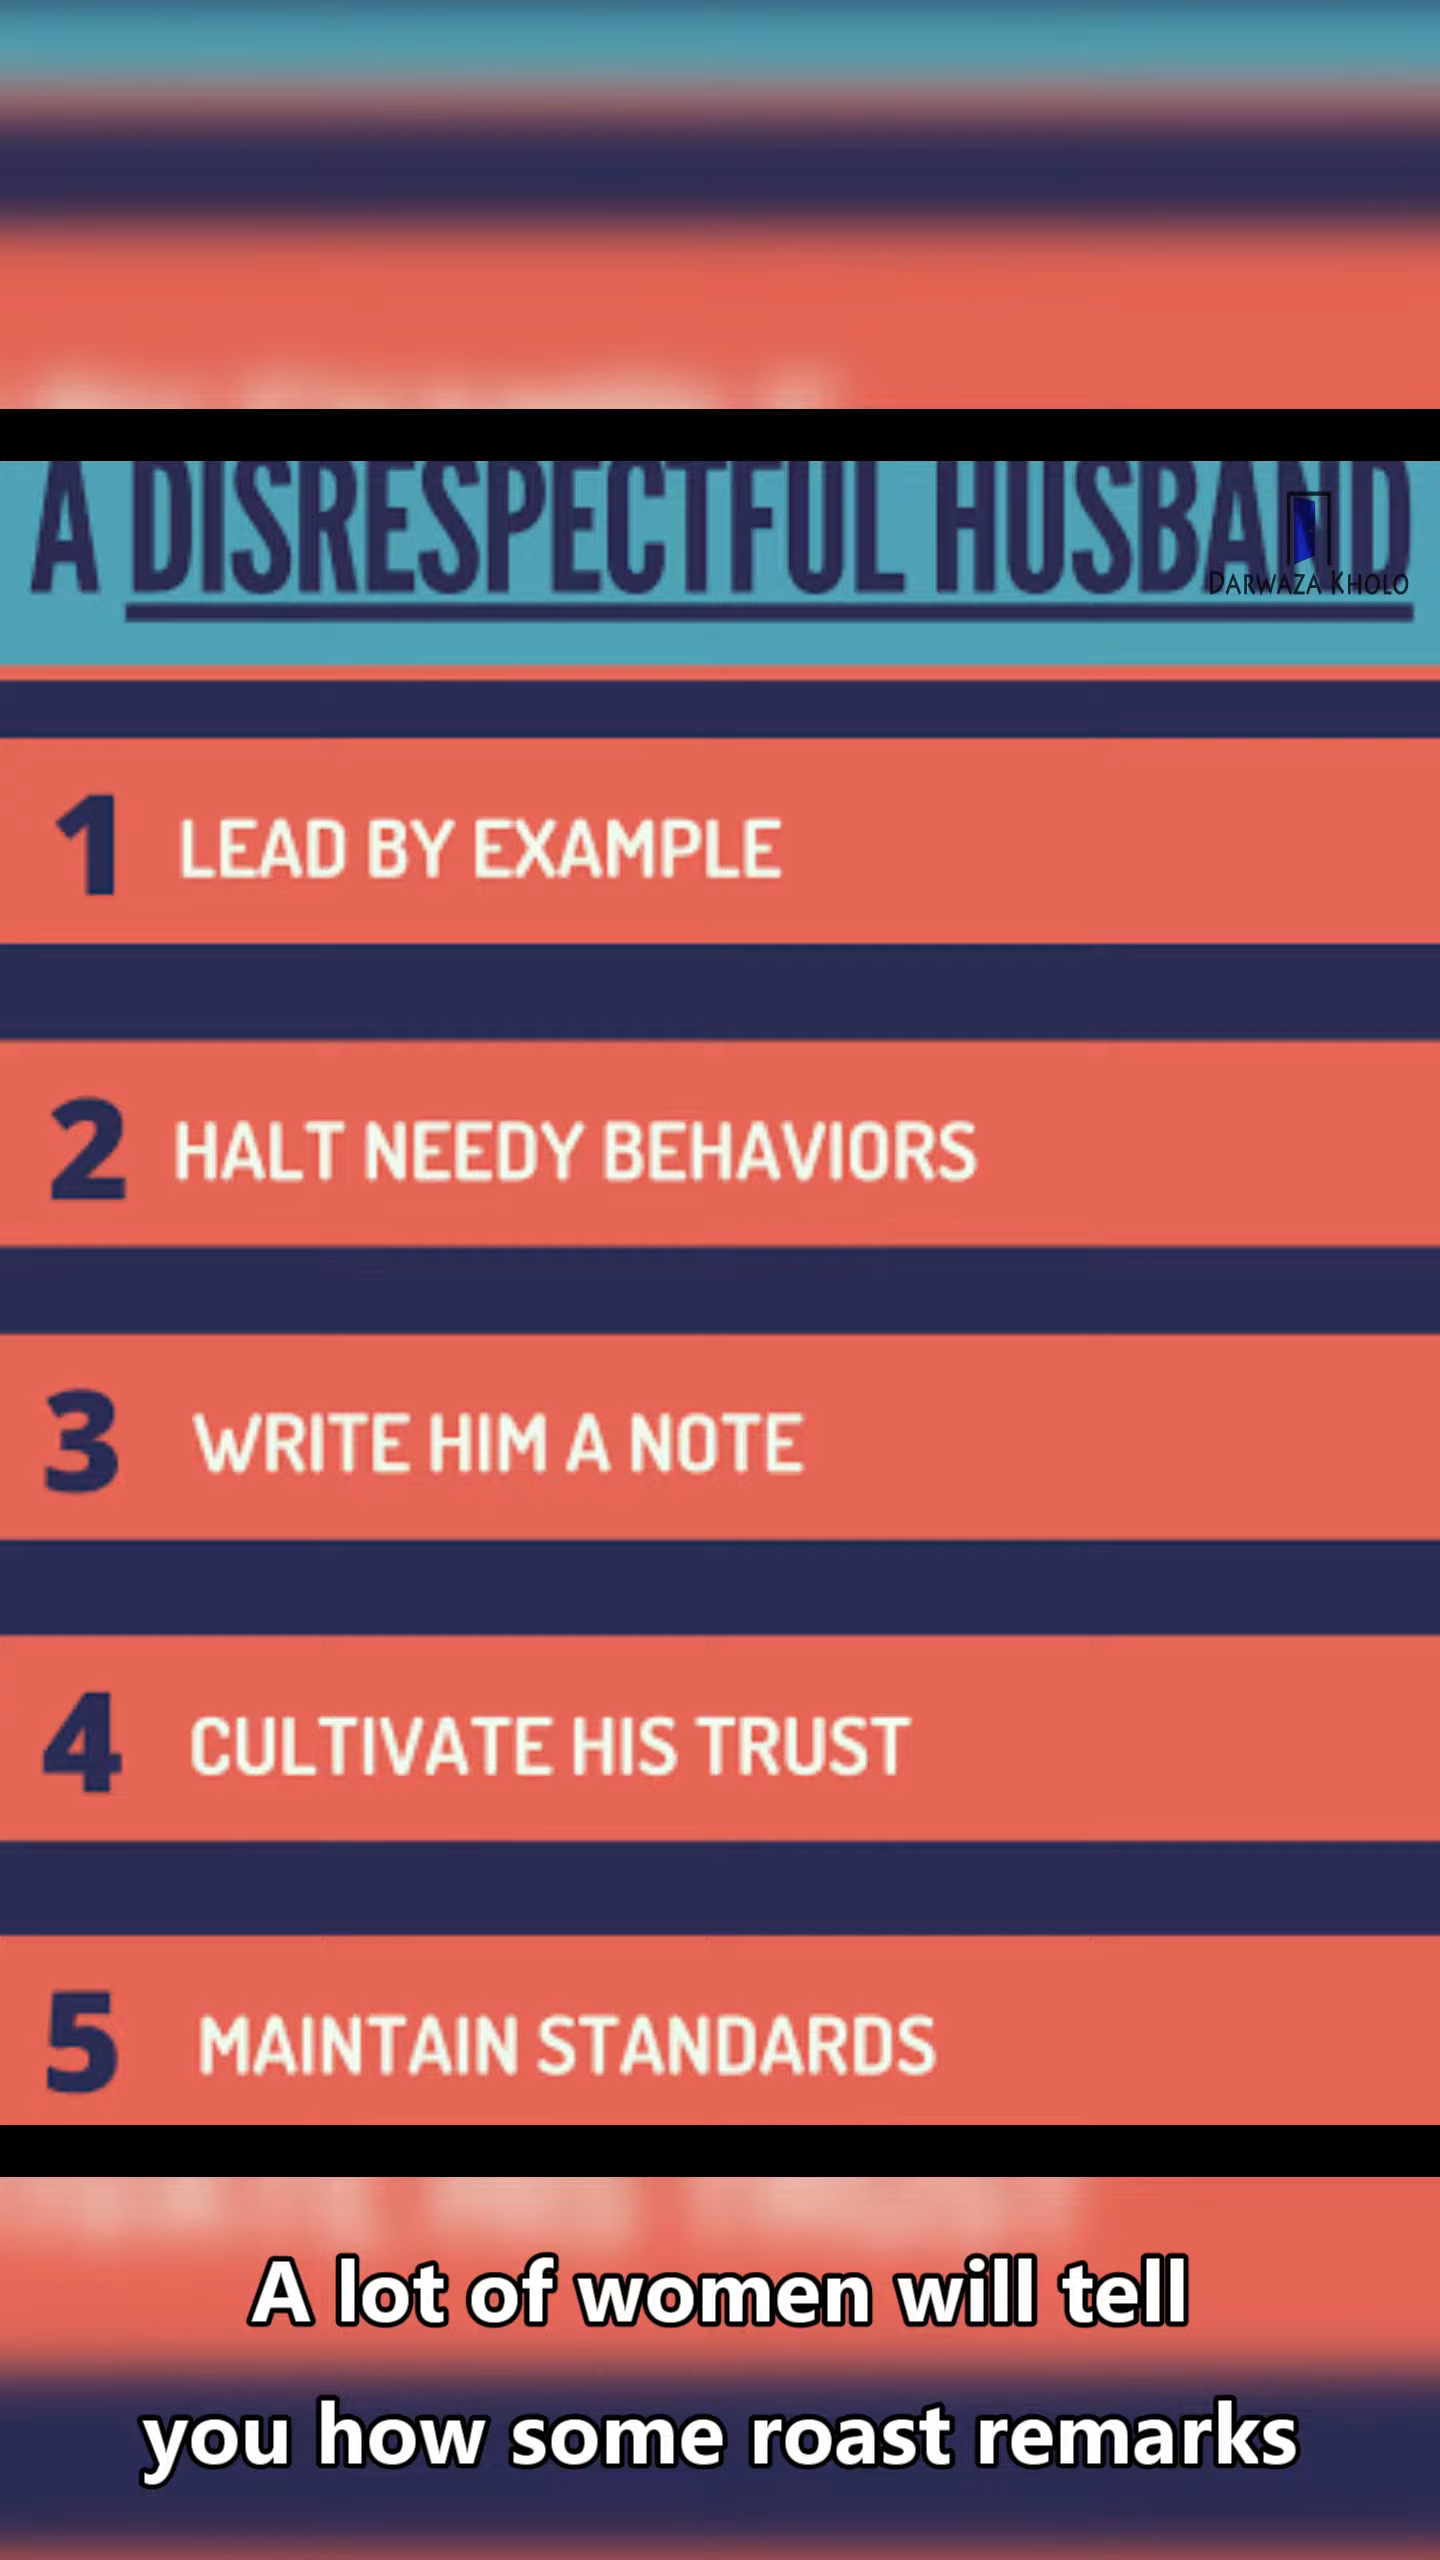 A DISRESPECTFUL HUSBAND
DARWAZA KHOLO
1 LEAD BY EXAMPLE
2 HALT NEEDY BEHAVIORS
3 WRITE HIM A NOTE
4 CULTIVATE HIS TRUST
5 MAINTAIN STANDARDS
A lot of women will tell
you how some roast remarks